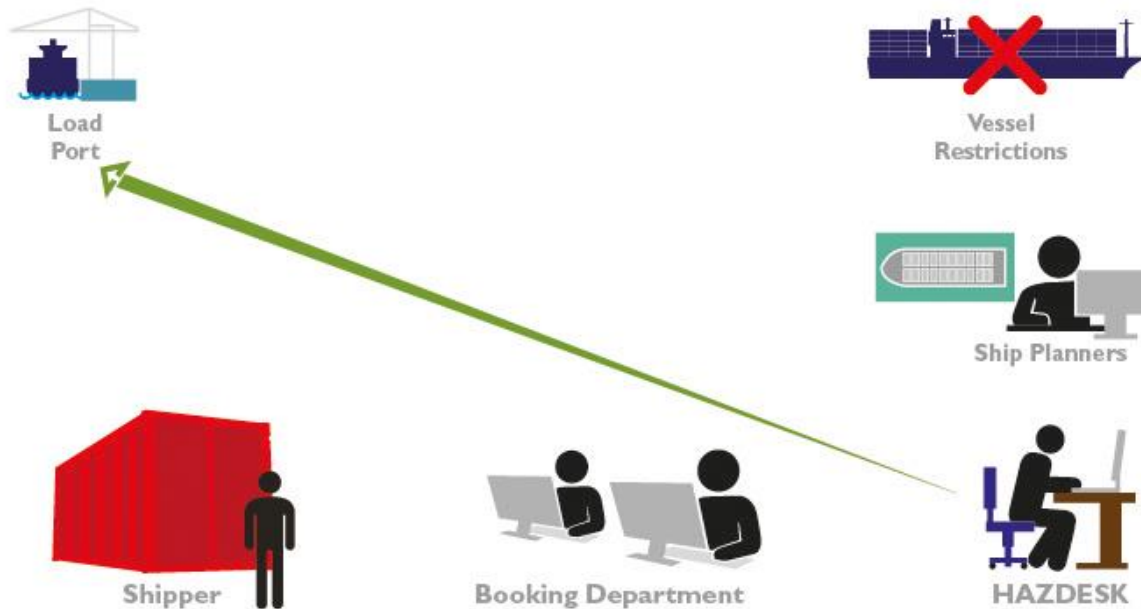 Load
Port
Vessel
Restrictions
Ship Planners
Shipper
Booking Department
HAZDESK